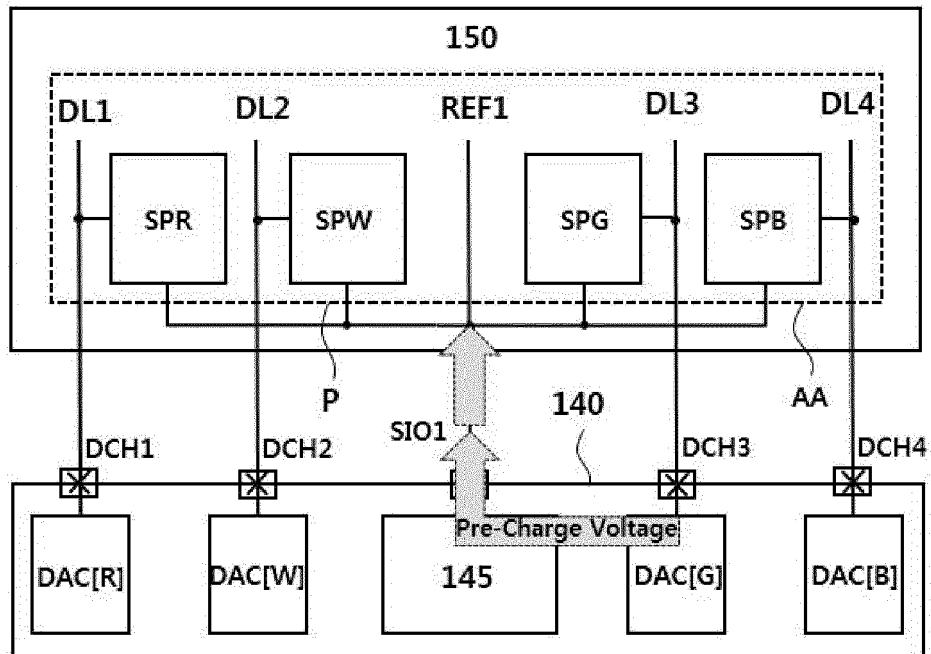 150
DL1
DL2
REF1
DL3
DL4
SPR
SPW
SPG
SPB
P
AA
140
SIO1
DCH1
DCH2
DCH3
DCH4
Pre-Charge Voltage
DAC[R]
DAC[W]
145
DAC[G]
DAC[B]